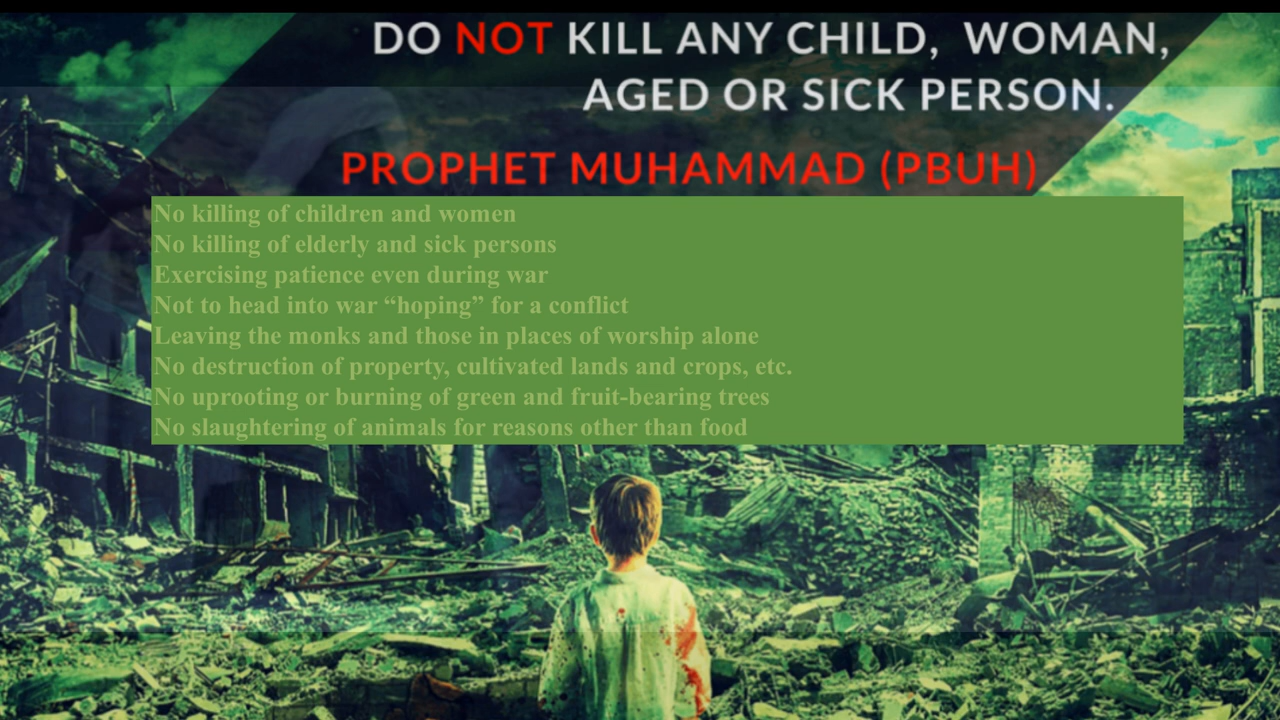 DO NOT KILL ANY CHILD, WOMAN,
AGED OR SICK PERSON.
PROPHET MUHAMMAD (PBUH)
No killing of children and women
No killing of elderly and sick persons
Exercising patience even during war
Not to head into war “hoping” for a conflict
Leaving the monks and those in places of worship alone
No destruction of property, cultivated lands and crops, etc.
No uprooting or burning of green and fruit-bearing trees
No slaughtering of animals for reasons other than food